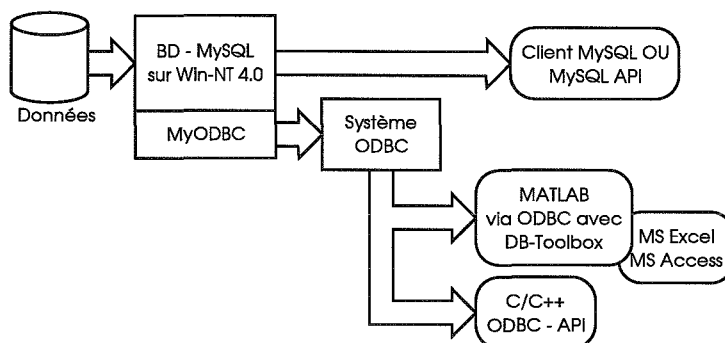 Données
BD - MySQL
sur Win-NT 4.0
MyODBC
Client MySQL OU
MySQL API
Système
ODBC
MATLAB
via ODBC avec
DB-Toolbox
MS Excel
MS Access
C/C++
ODBC - API